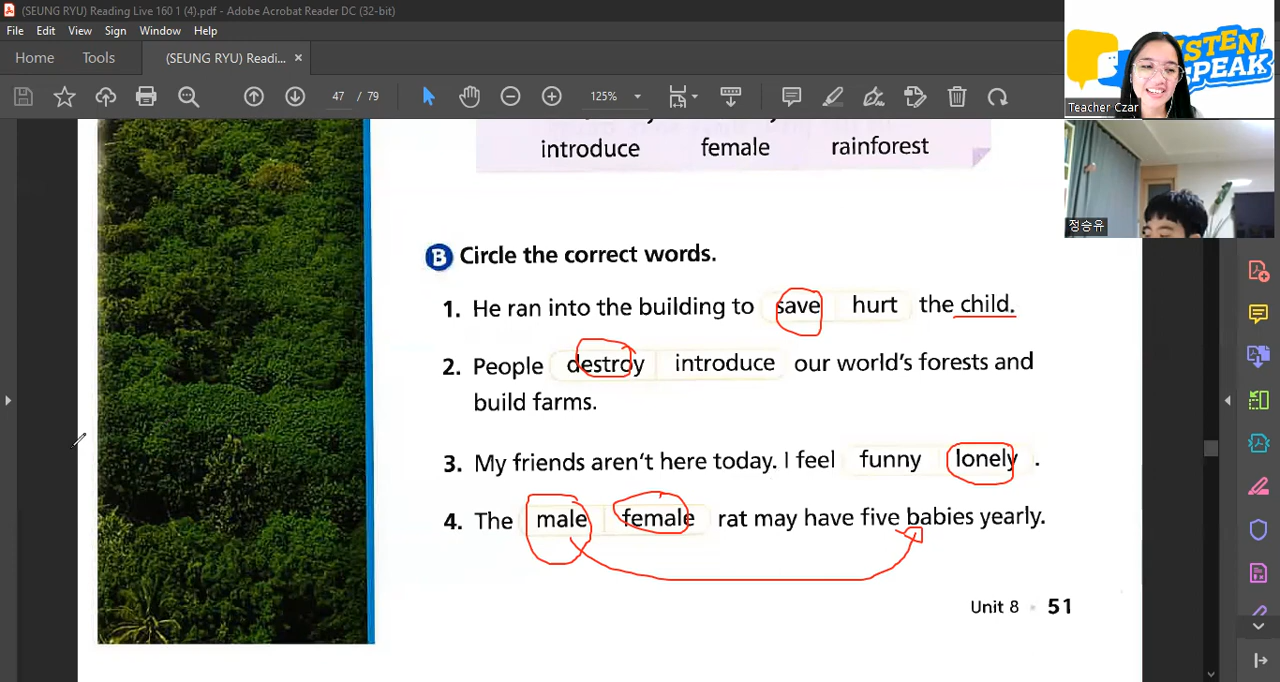 (SEUNG RYU) Reading Live 160 1 (4).pdf - Adobe Acrobat Reader DC (32-bit)
File Edit View Sign Window Help
Home Tools (SEUNG RYU) Readi... ×
47 / 79 125%
PEAK
Teacher Czar
정승유
introduce female rainforest
B Circle the correct words.
1. He ran into the building to save hurt the child.
2. People destroy introduce our world's forests and
build farms.
3. My friends aren't here today. I feel funny lonely .
4. The male female rat may have five babies yearly.
Unit 8 • 51